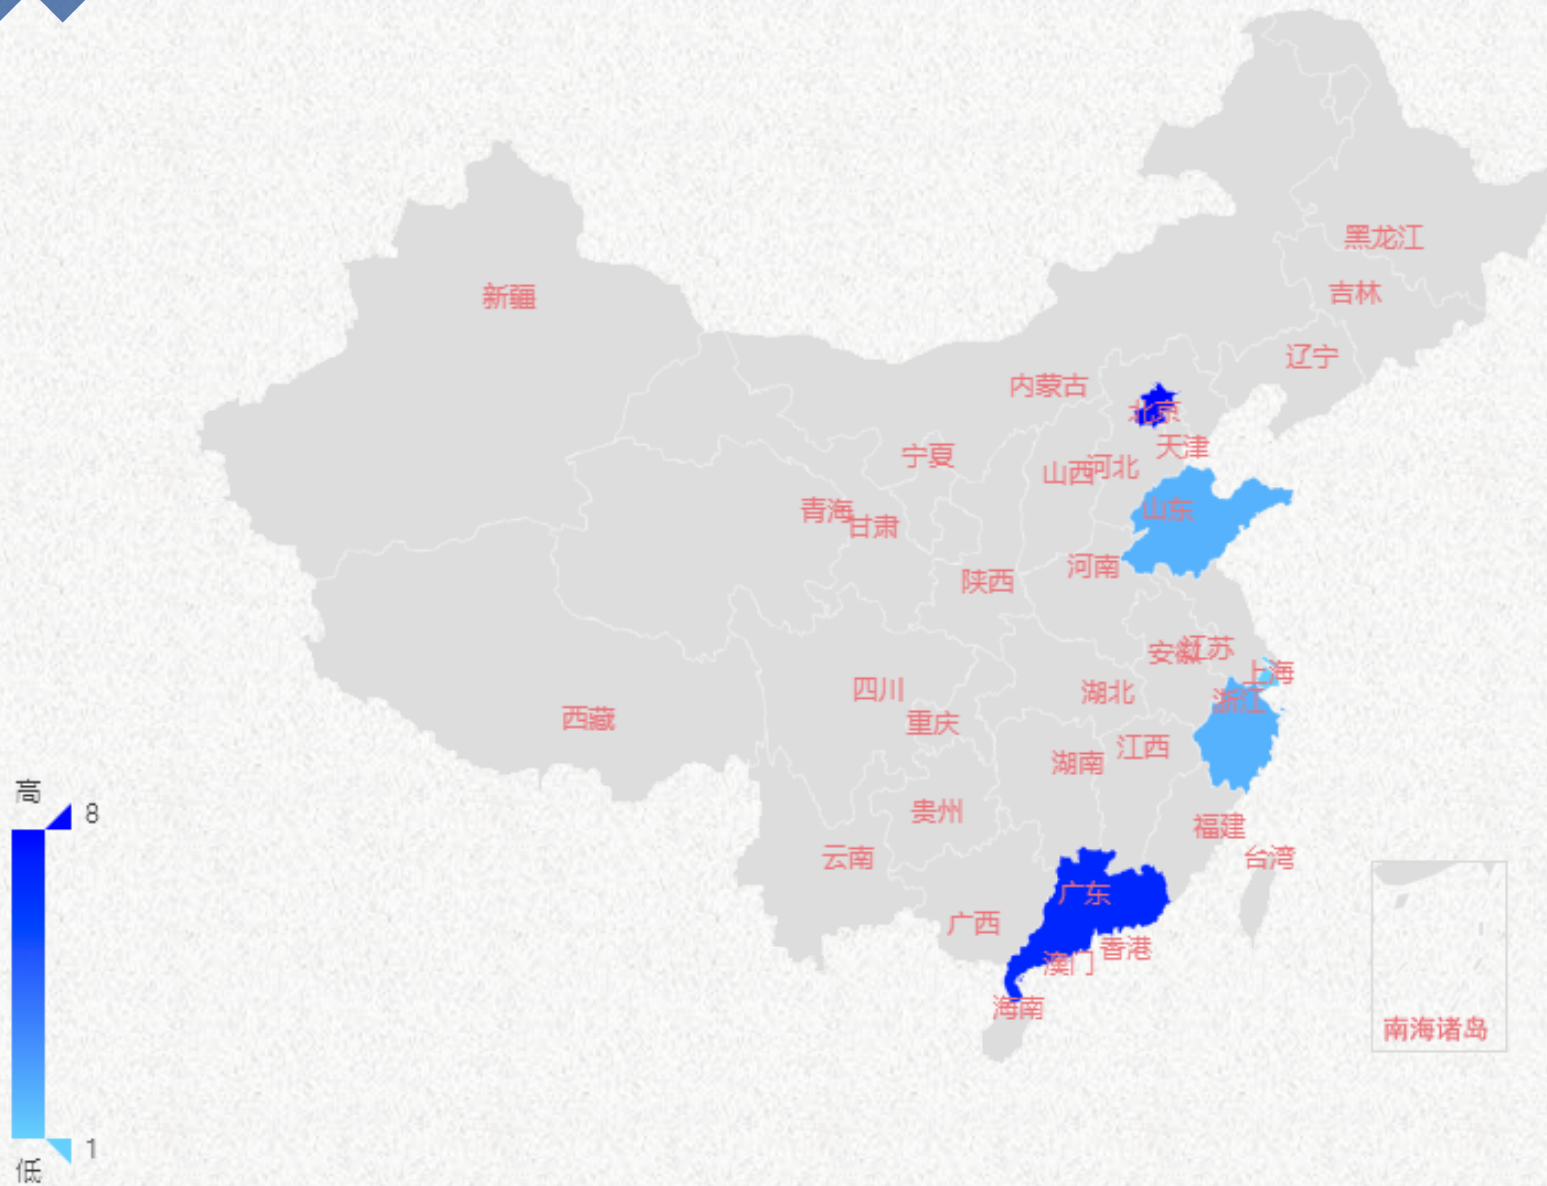 黑龙江
吉林
新疆
辽宁
内蒙古
北京
天津
宁夏
山西
河北
山东
青海
甘肃
河南
陕西
安徽
江苏
上海
四川
湖北
浙江
西藏
重庆
江西
湖南
高
8
贵州
福建
云南
台湾
广东
广西
香港
澳门
海南
南海诸岛
1
低